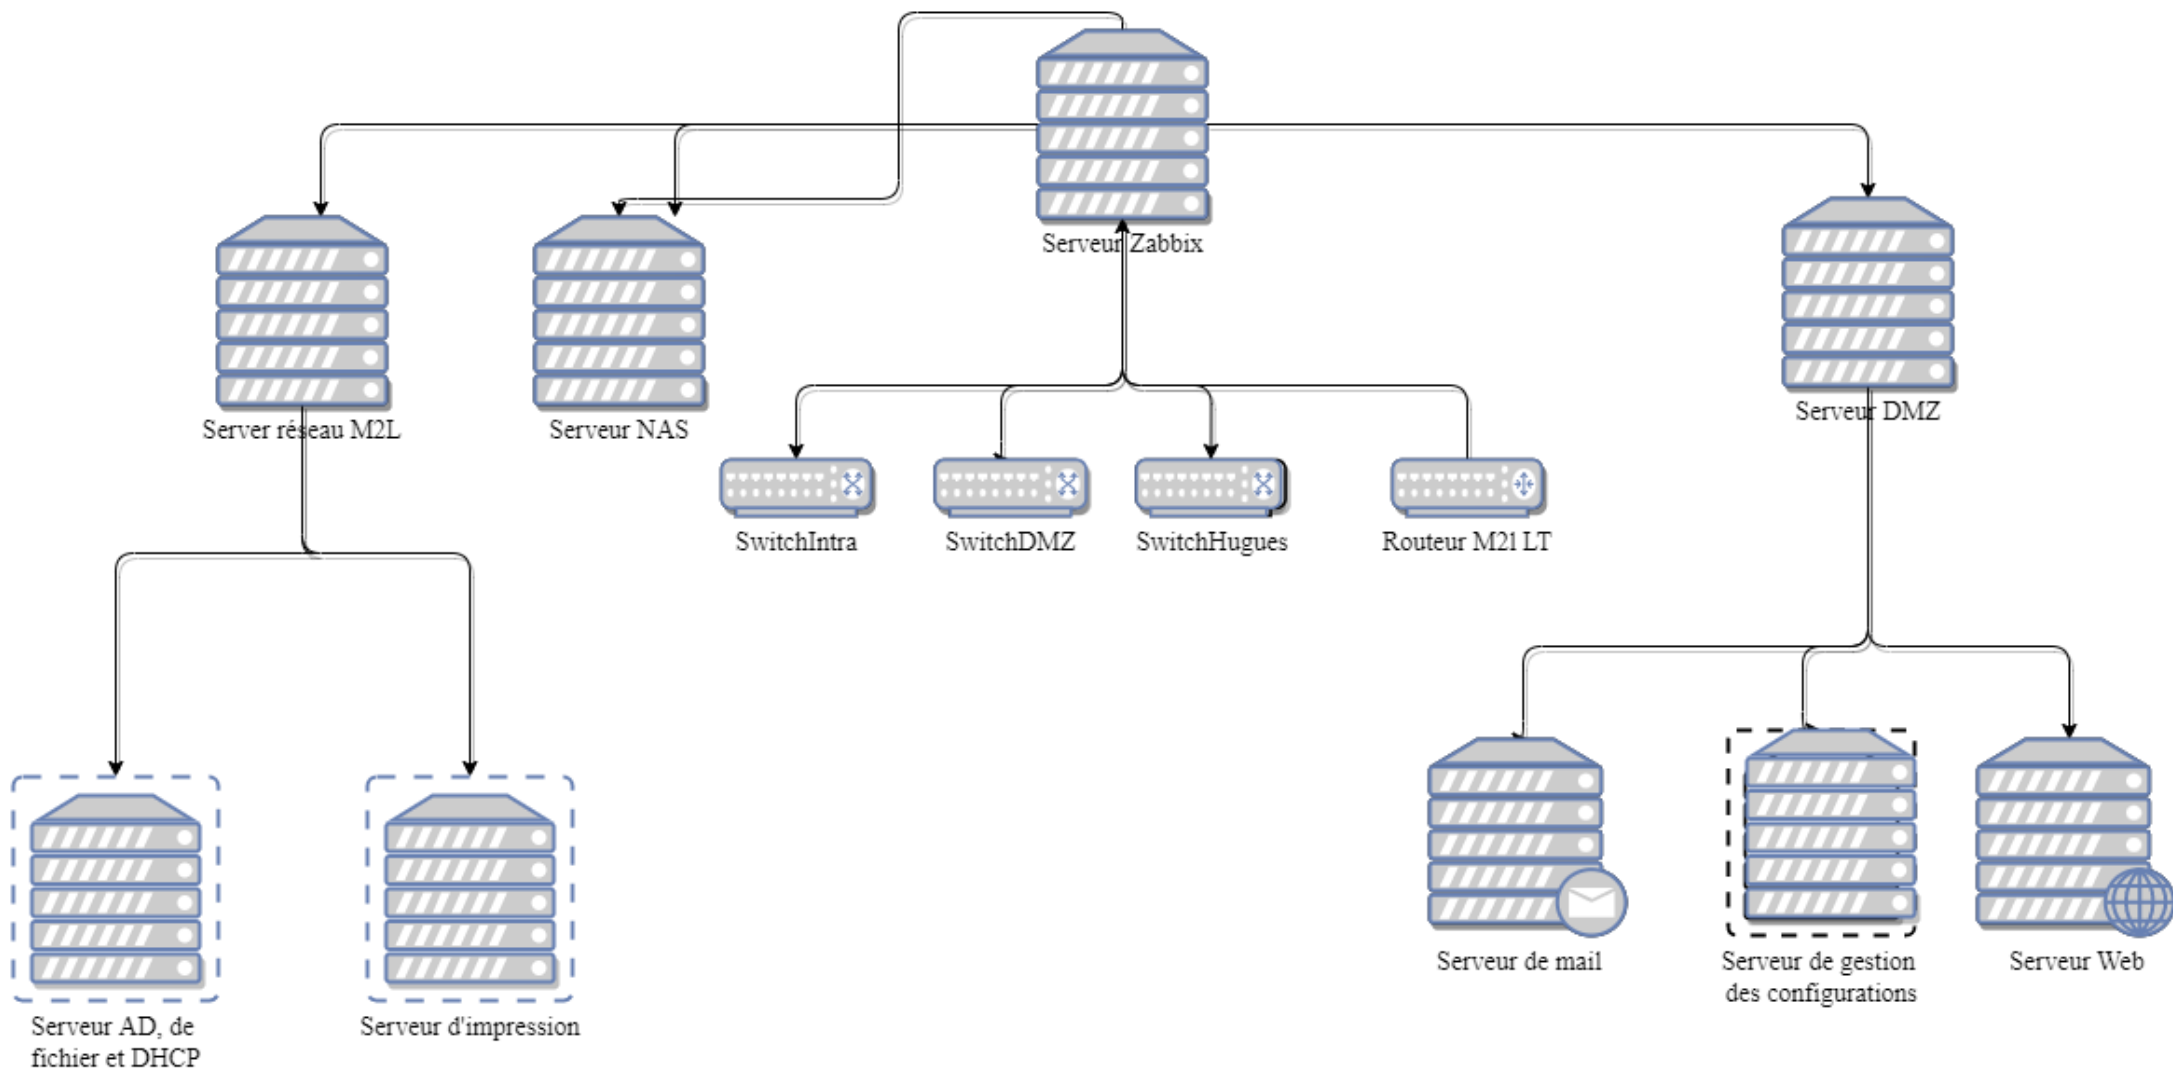 Serveur Zabbix
Server réseau M2L
Serveur NAS
Serveur DMZ
SwitchIntra
SwitchDMZ
SwitchHugues
Routeur M2l LT
Serveur de mail
Serveur de gestion
des configurations
Serveur Web
Serveur AD, de
fichier et DHCP
Serveur d'impression